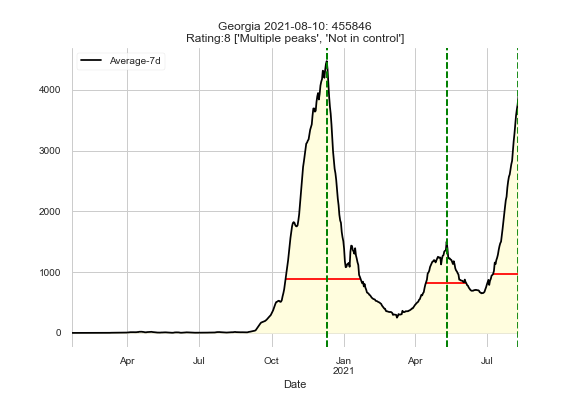 Georgia 2021-08-10: 455846
Rating:8 ['Multiple peaks', 'Not in control']
Average-7d
4000
3000
2000
1000
0
Apr Jul Oct Jan Apr Jul
2021
Date